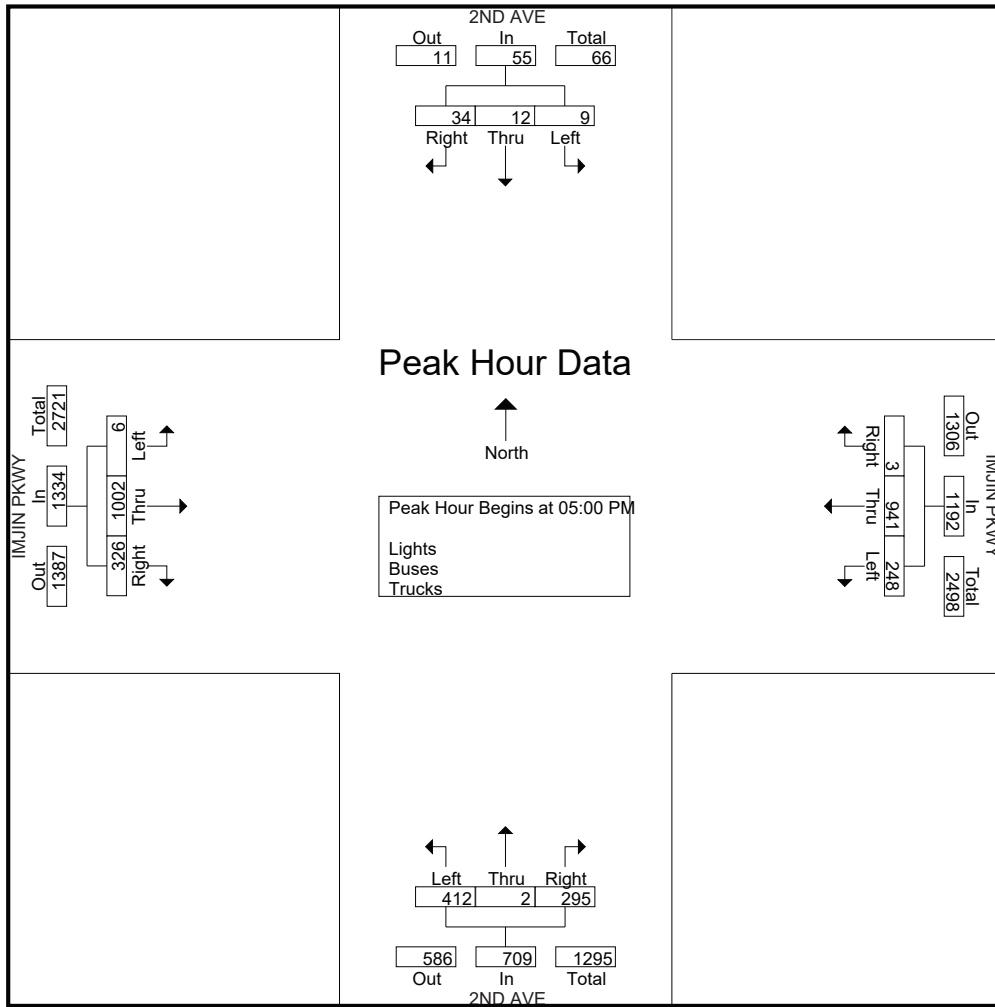 2ND AVE
Out In Total
11 55 66
34 12 9
Right Thru Left
Peak Hour Data
North
Peak Hour Begins at 05:00 PM
Lights
Buses
Trucks
IMJIN PKWY
Total In Out
2721 1334 1387
6 1002 326
Left Thru Right
Right Thru Left
3 941 248
Out In Total
1306 1192 2498
IMJIN PKWY
Left Thru Right
412 2 295
586 709 1295
Out In Total
2ND AVE